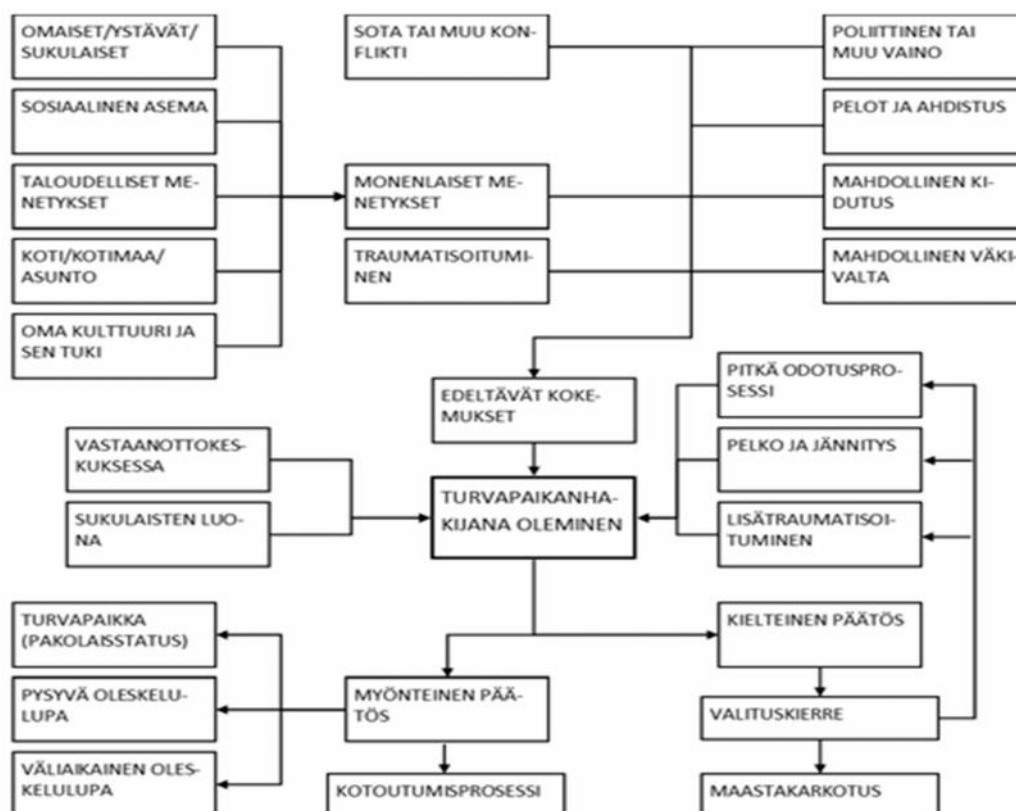 OMAISET/YSTÄVÄT/
SUKULAISET
SOTA TAI MUU KON-
FLIKTI
POLIITTINEN TAI
MUU VAINO
SOSIAALINEN ASEMA
PELOT JA AHDISTUS
TALOUDELLISET ME-
NETYKSET
MONENLAISET ME-
NETYKSET
MAHDOLLINEN KI-
DUTUS
KOTI/KOTIMAA/
ASUNTO
TRAUMATISOITUMI-
NEN
MAHDOLLINEN VÄKI-
VALTA
OMA KULTTUURI JA
SEN TUKI
EDELTÄVÄT KOKE-
MUKSET
PITKÄ ODOTUSPRO-
SESSI
VASTAANOTTOKES-
KUKSESSA
PELKO JA JÄNNITYS
TURVAPAIKANHA-
KIJANA OLEMINEN
SUKULAISTEN LUO-
NA
LISÄTRAUMATISOI-
TUMINEN
TURVAPAIKKA
(PAKOLAISSTATUS)
KIELTEINEN PÄÄTÖS
PYSYVÄ OLESKELU-
LUPA
MYÖNTEINEN PÄÄ-
TÖS
VALITUSKIERRE
VÄLIAIKAINEN OLES-
KELULUPA
KOTOUTUMISPROSESSI
MAASTAKARKOTUS